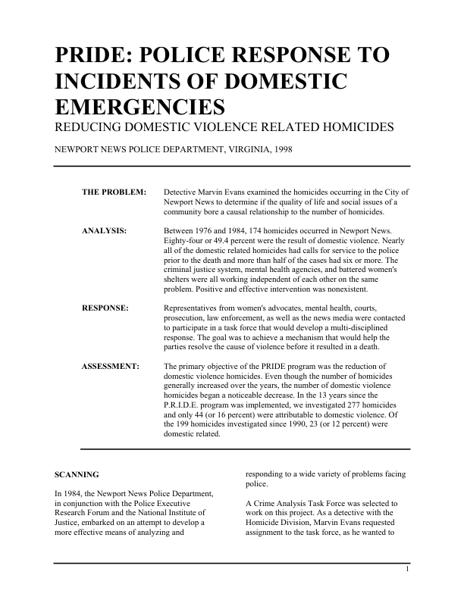 PRIDE: POLICE RESPONSE TO
INCIDENTS OF DOMESTIC
EMERGENCIES
REDUCING DOMESTIC VIOLENCE RELATED HOMICIDES
NEWPORT NEWS POLICE DEPARTMENT, VIRGINIA, 1998
THE PROBLEM: Detective Marvin Evans examined the homicides occurring in the City of
Newport News to determine if the quality of life and social issues of a
community bore a causal relationship to the number of homicides.
ANALYSIS: Between 1976 and 1984, 174 homicides occurred in Newport News.
Eighty-four or 49.4 percent were the result of domestic violence. Nearly
all of the domestic related homicides had calls for service to the police
prior to the death and more than half of the cases had six or more. The
criminal justice system, mental health agencies, and battered women's
shelters were all working independent of each other on the same
problem. Positive and effective intervention was nonexistent.
RESPONSE: Representatives from women's advocates, mental health, courts,
prosecution, law enforcement, as well as the news media were contacted
to participate in a task force that would develop a multi-disciplined
response. The goal was to achieve a mechanism that would help the
parties resolve the cause of violence before it resulted in a death.
ASSESSMENT: The primary objective of the PRIDE program was the reduction of
domestic violence homicides. Even though the number of homicides
generally increased over the years, the number of domestic violence
homicides began a noticeable decrease. In the 13 years since the
P.R.I.D.E. program was implemented, we investigated 277 homicides
and only 44 (or 16 percent) were attributable to domestic violence. Of
the 199 homicides investigated since 1990, 23 (or 12 percent) were
domestic related.
SCANNING
In 1984, the Newport News Police Department,
in conjunction with the Police Executive
Research Forum and the National Institute of
Justice, embarked on an attempt to develop a
more effective means of analyzing and
responding to a wide variety of problems facing
police.
A Crime Analysis Task Force was selected to
work on this project. As a detective with the
Homicide Division, Marvin Evans requested
assignment to the task force, as he wanted to
1